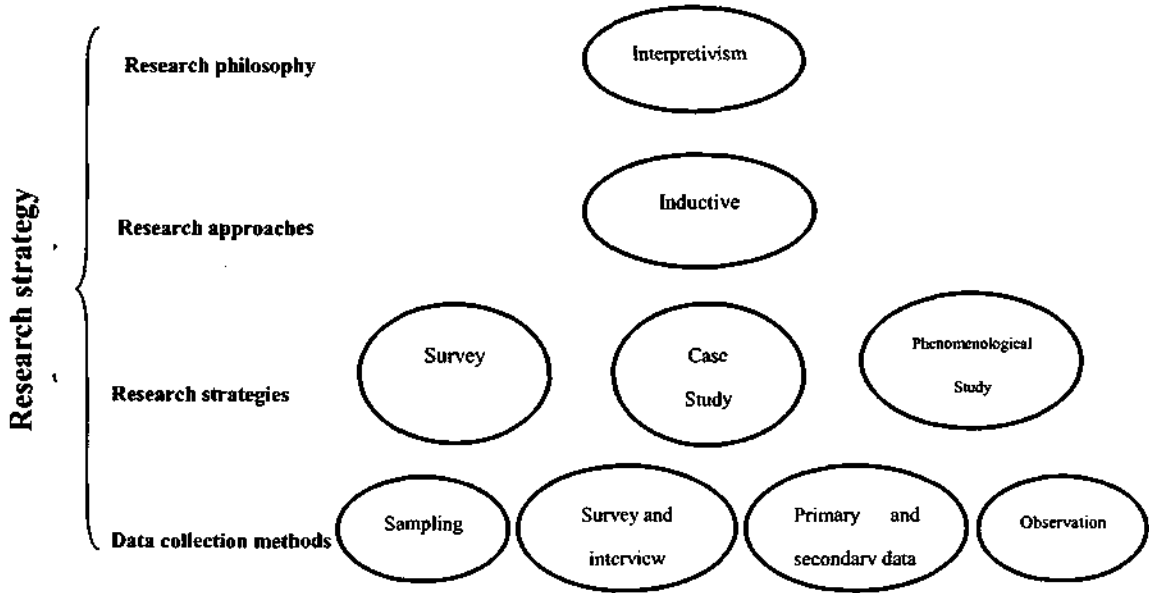 Research strategy
Research philosophy
Interpretivism
Research approaches
Inductive
Research strategies
Survey
Case
Study
Phenomenological
Study
Data collection methods
Sampling
Survey and
interview
Primary and
secondary data
Observation